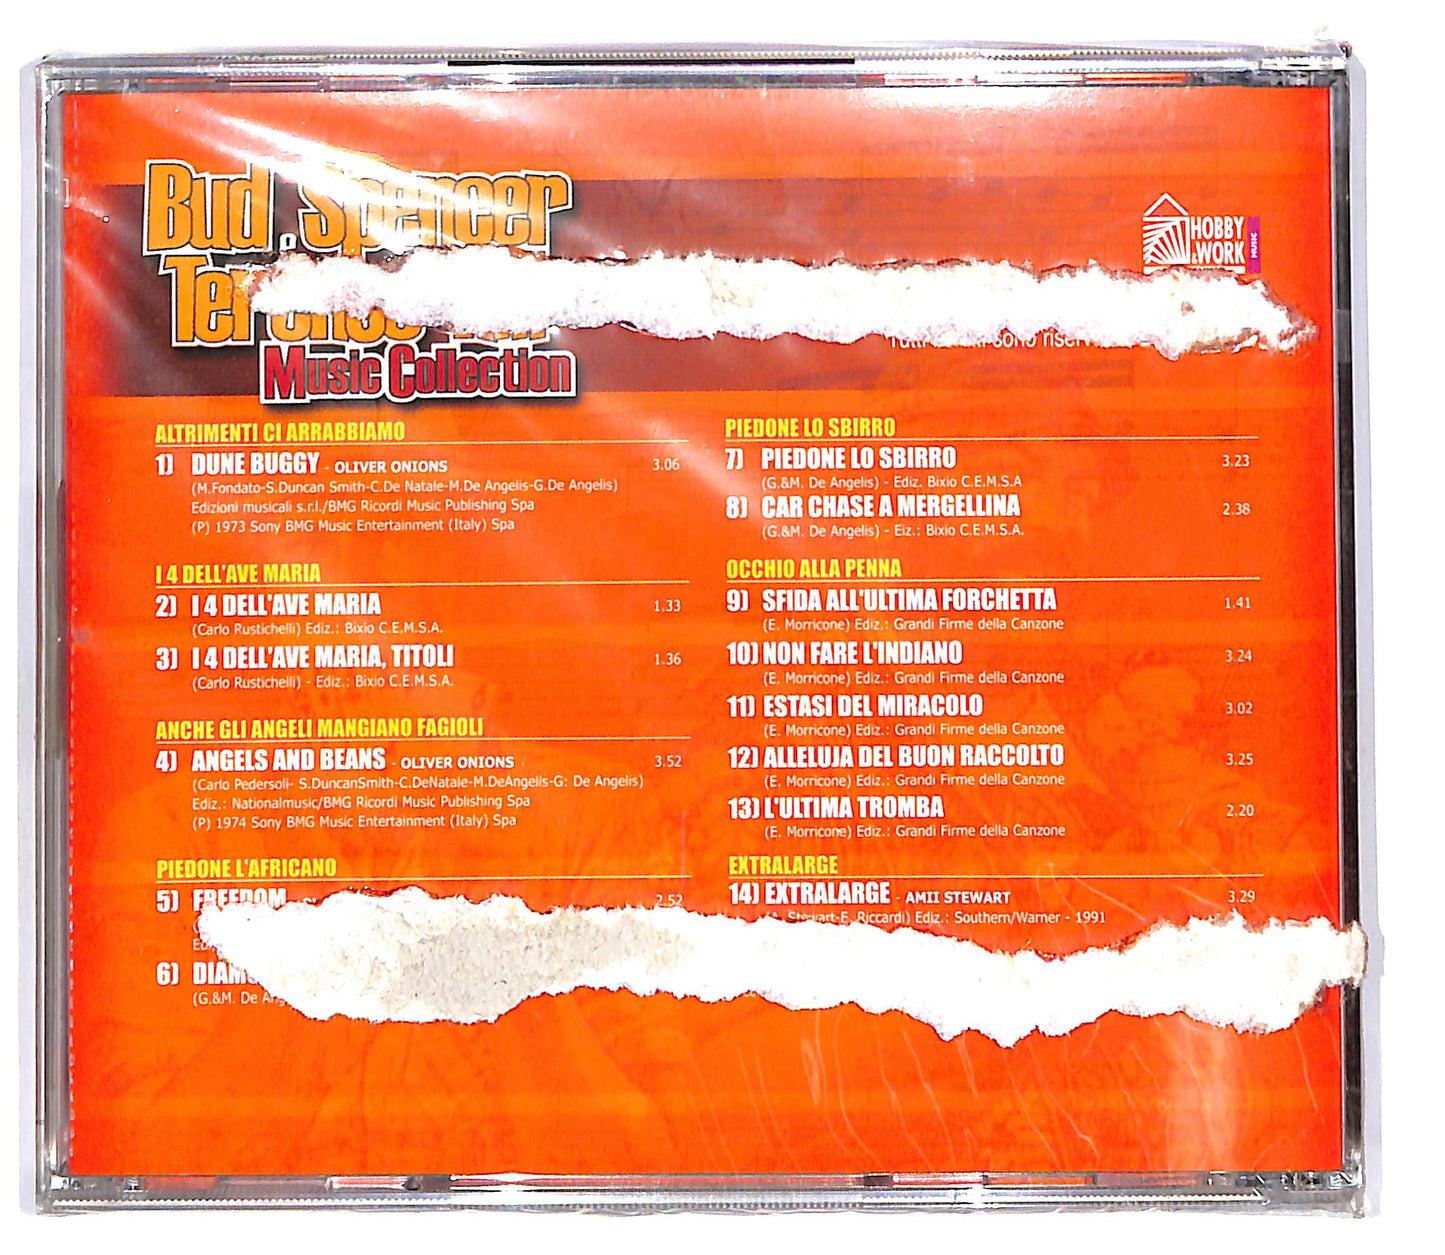 Bud & Spencer
Music Collection
HOBBY
&WORK
MUSIC
sono
ALTRIMENTI CI ARRABBIAMO
1) DUNE BUGGY - OLIVER ONIONS 3.06
(M.Fondato-S.Duncan Smith-C.De Natale-M.De Angelis-G.De Angelis)
Edizioni musicali s.r.l./BMG Ricordi Music Publishing Spa
(P) 1973 Sony BMG Music Entertainment (Italy) Spa
I 4 DELL'AVE MARIA
2) I 4 DELL'AVE MARIA 1.33
(Carlo Rustichelli) Ediz.: Bixio C.E.M.S.A.
3) I 4 DELL'AVE MARIA, TITOLI 1.36
(Carlo Rustichelli) - Ediz.: Bixio C.E.M.S.A.
ANCHE GLI ANGELI MANGIANO FAGIOLI
4) ANGELS AND BEANS - OLIVER ONIONS 3.52
(Carlo Pedersoli- S.DuncanSmith-C.DeNatale-M.DeAngelis-G: De Angelis)
Ediz.: Nationalmusic/BMG Ricordi Music Publishing Spa
(P) 1974 Sony BMG Music Entertainment (Italy) Spa
PIEDONE L'AFRICANO
5) FREEDOM 2.52
6)
(G.&M. De
PIEDONE LO SBIRRO
7) PIEDONE LO SBIRRO 3.23
(G.&M. De Angelis) - Ediz. Bixio C.E.M.S.A
8) CAR CHASE A MERGELLINA 2.38
(G.&M. De Angelis) - Eiz.: Bixio C.E.M.S.A.
OCCHIO ALLA PENNA
9) SFIDA ALL'ULTIMA FORCHETTA 1.41
(E. Morricone) Ediz.: Grandi Firme della Canzone
10) NON FARE L'INDIANO 3.24
(E. Morricone) Ediz.: Grandi Firme della Canzone
11) ESTASI DEL MIRACOLO 3.02
(E. Morricone) Ediz.: Grandi Firme della Canzone
12) ALLELUJA DEL BUON RACCOLTO 3.25
(E. Morricone) Ediz.: Grandi Firme della Canzone
13) L'ULTIMA TROMBA 2.20
(E. Morricone) Ediz.: Grandi Firme della Canzone
EXTRALARGE
14) EXTRALARGE - AMII STEWART 3.29
(A. Stewart-E. Riccardi) Ediz.: Southern/Warner - 1991